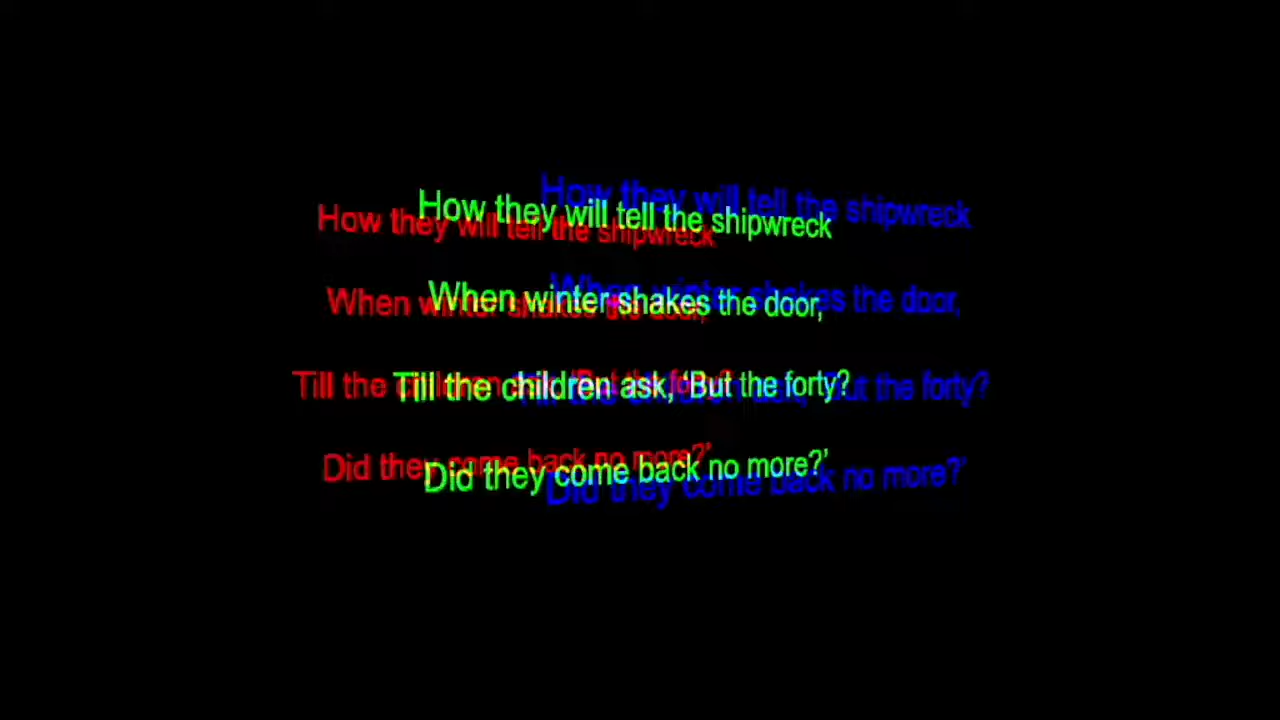 How they will tell the shipwreck
When winter shakes the door,
Till the children ask, ‘But the forty?
Did they come back no more?’